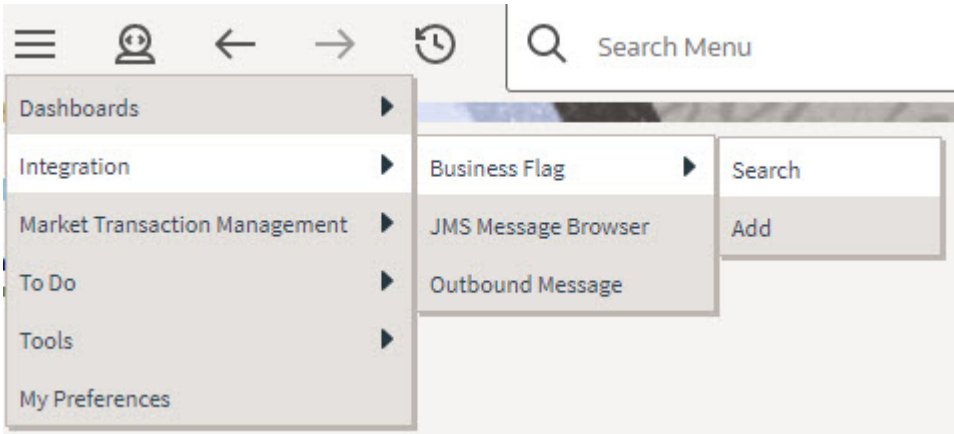 Search Menu
Dashboards
Integration
Business Flag
Search
Market Transaction Management
JMS Message Browser
Add
To Do
Outbound Message
Tools
My Preferences